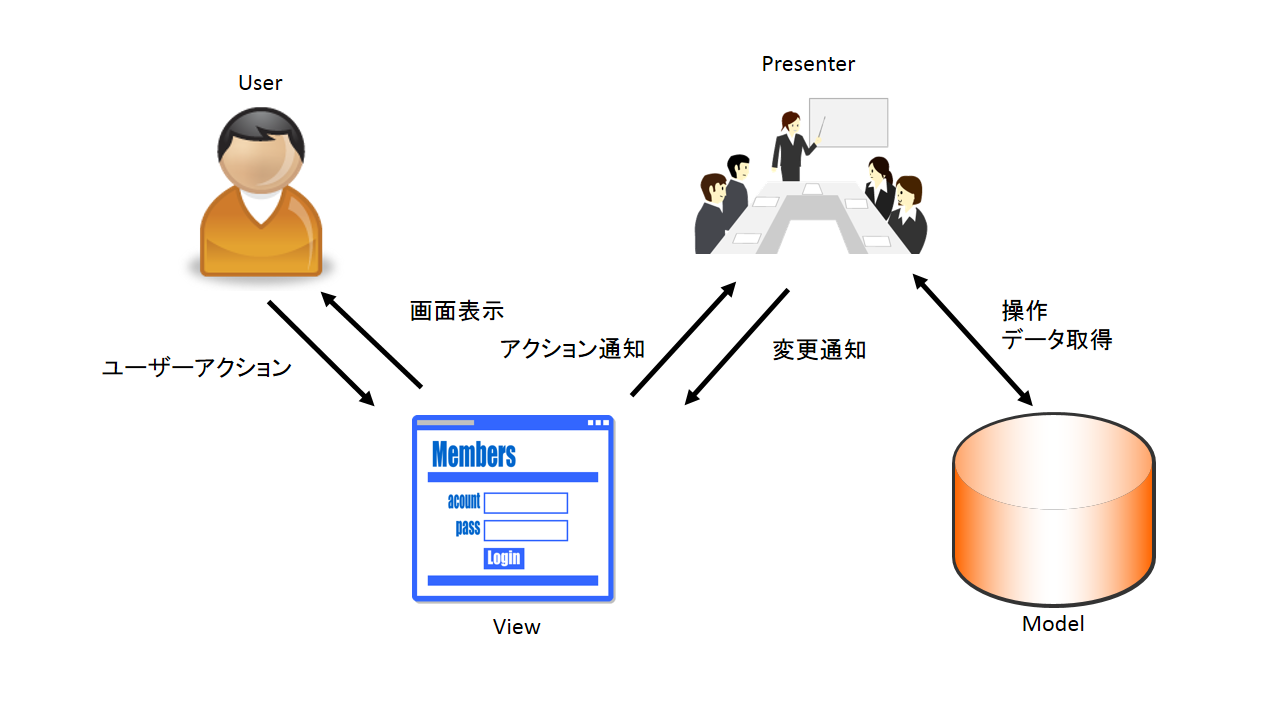 Presenter
User
画面表示
操作
データ取得
アクション通知
変更通知
ユーザーアクション
Members
acount
pass
Login
View
Model